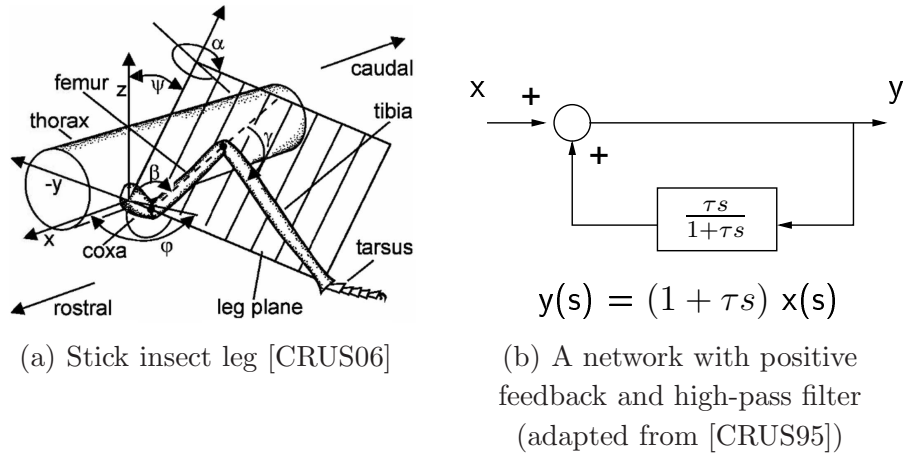 α
caudal
femur
z
ψ
tibia
thorax
γ
β
-y
x
coxa
φ
tarsus
leg plane
rostral
(a) Stick insect leg [CRUS06]
x
+
y
+
τs
1+τs
y(s) = (1 + τs) x(s)
(b) A network with positive
feedback and high-pass filter
(adapted from [CRUS95])